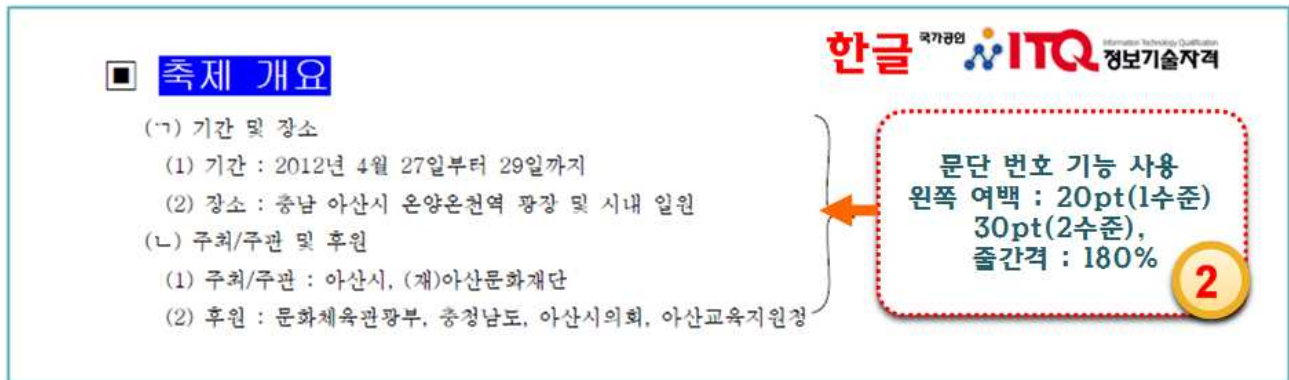 한글 국가공인 ITQ Information Technology Qualification 정보기술자격
▣ 축제 개요
(ㄱ) 기간 및 장소
(1) 기간 : 2012년 4월 27일부터 29일까지
(2) 장소 : 충남 아산시 온양온천역 광장 및 시내 일원
(ㄴ) 주최/주관 및 후원
(1) 주최/주관 : 아산시, (재)아산문화재단
(2) 후원 : 문화체육관광부, 충청남도, 아산시의회, 아산교육지원청
문단 번호 기능 사용
왼쪽 여백 : 20pt(1수준)
30pt(2수준),
줄간격 : 180%
2